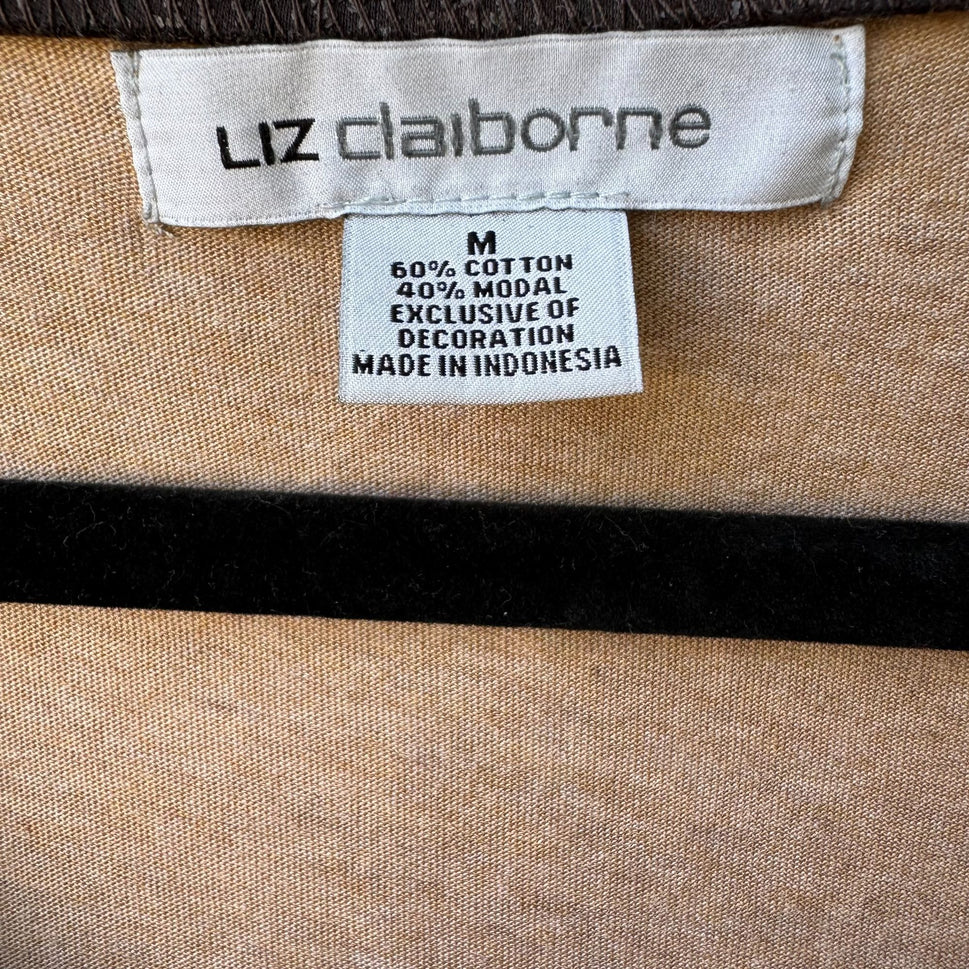 LIZ claiborne
M
60% COTTON
40% MODAL
EXCLUSIVE OF
DECORATION
MADE IN INDONESIA